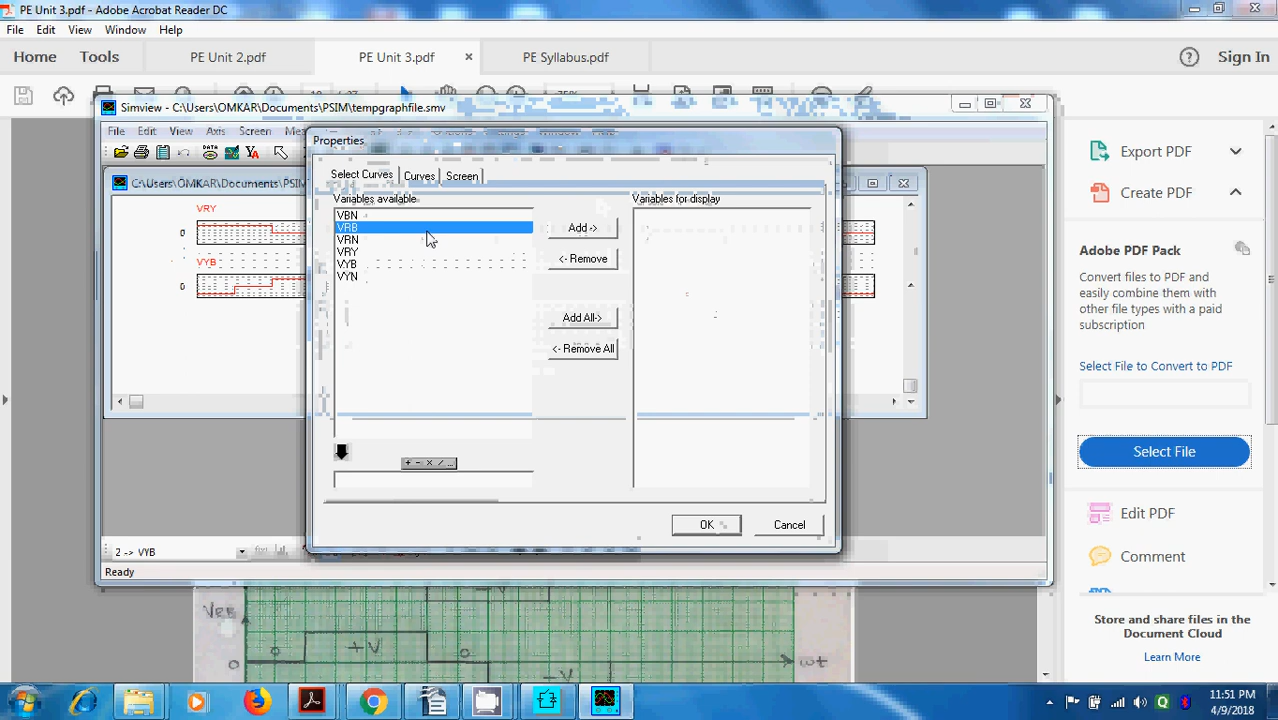 PE Unit 3.pdf - Adobe Acrobat Reader DC
File Edit View Window Help
Home Tools PE Unit 2.pdf PE Unit 3.pdf × PE Syllabus.pdf Sign In
Simview - C:\Users\OMKAR\Documents\PSIM\tempgraphfile.smv
File Edit View Axis Screen
Properties
C:\Users\OMKAR\Documents\PSIM
VRY
0
VYB
0
Select Curves Curves Screen
Variables available Variables for display
VBN
VRB
VRN
VRY
VYB
VYN
Add ->
<- Remove
Add All->
<- Remove All
+ - × / ...
OK Cancel
2 -> VYB
Ready
Export PDF
Create PDF
Adobe PDF Pack
Convert files to PDF and
easily combine them with
other file types with a paid
subscription
Select File to Convert to PDF
Select File
Edit PDF
Comment
Store and share files in the
Document Cloud
Learn More
0 0 +V 0 -V ωt
11:51 PM
4/9/2018